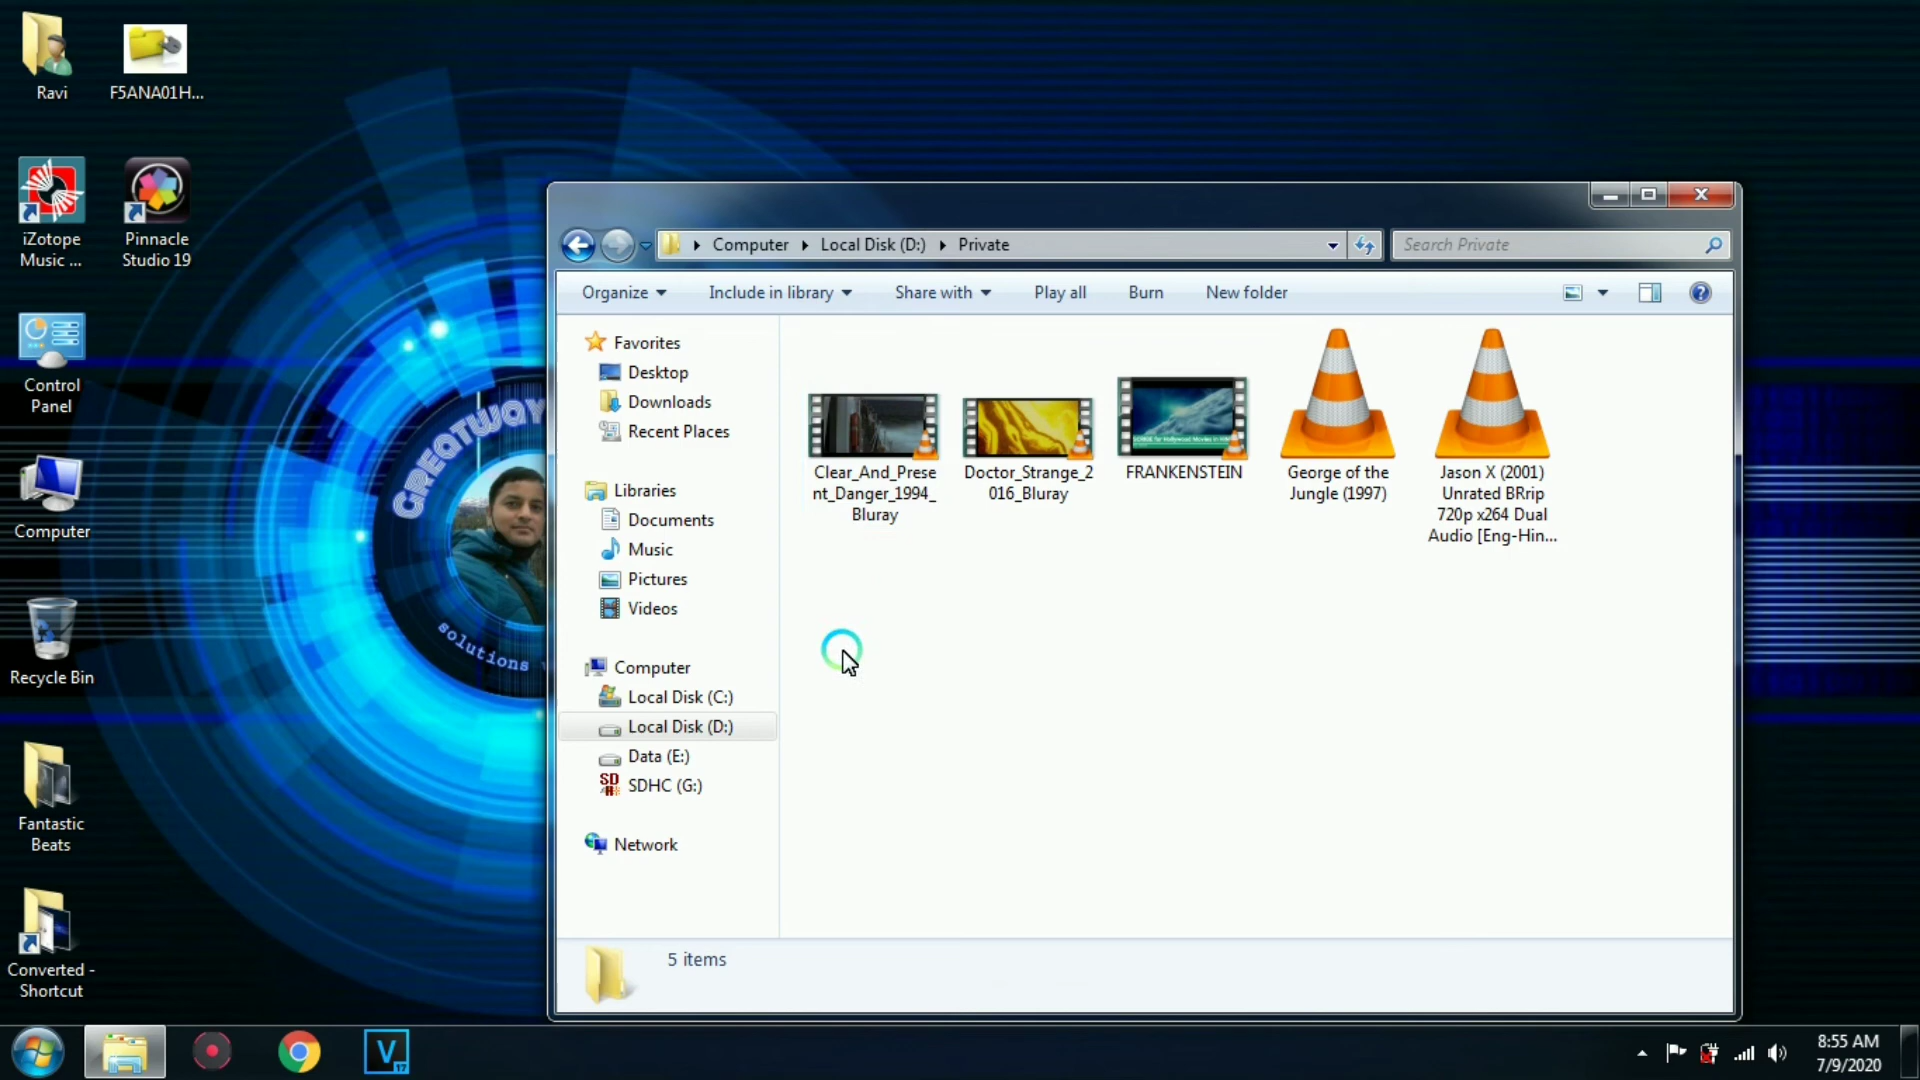 Ravi
F5ANA01H...
iZotope
Music ...
Pinnacle
Studio 19
Control
Panel
Computer
Recycle Bin
Fantastic
Beats
Converted -
Shortcut
GREATWAY
solutions
Computer
Local Disk (D:)
Private
Search Private
Organize
Include in library
Share with
Play all
Burn
New folder
Favorites
Desktop
Downloads
Recent Places
Libraries
Documents
Music
Pictures
Videos
Computer
Local Disk (C:)
Local Disk (D:)
Data (E:)
SD
SDHC (G:)
Network
Clear_And_Prese
nt_Danger_1994_
Bluray
Doctor_Strange_2
016_Bluray
FRANKENSTEIN
George of the
Jungle (1997)
Jason X (2001)
Unrated BRrip
720p x264 Dual
Audio [Eng-Hin...
5 items
V
17
8:55 AM
7/9/2020